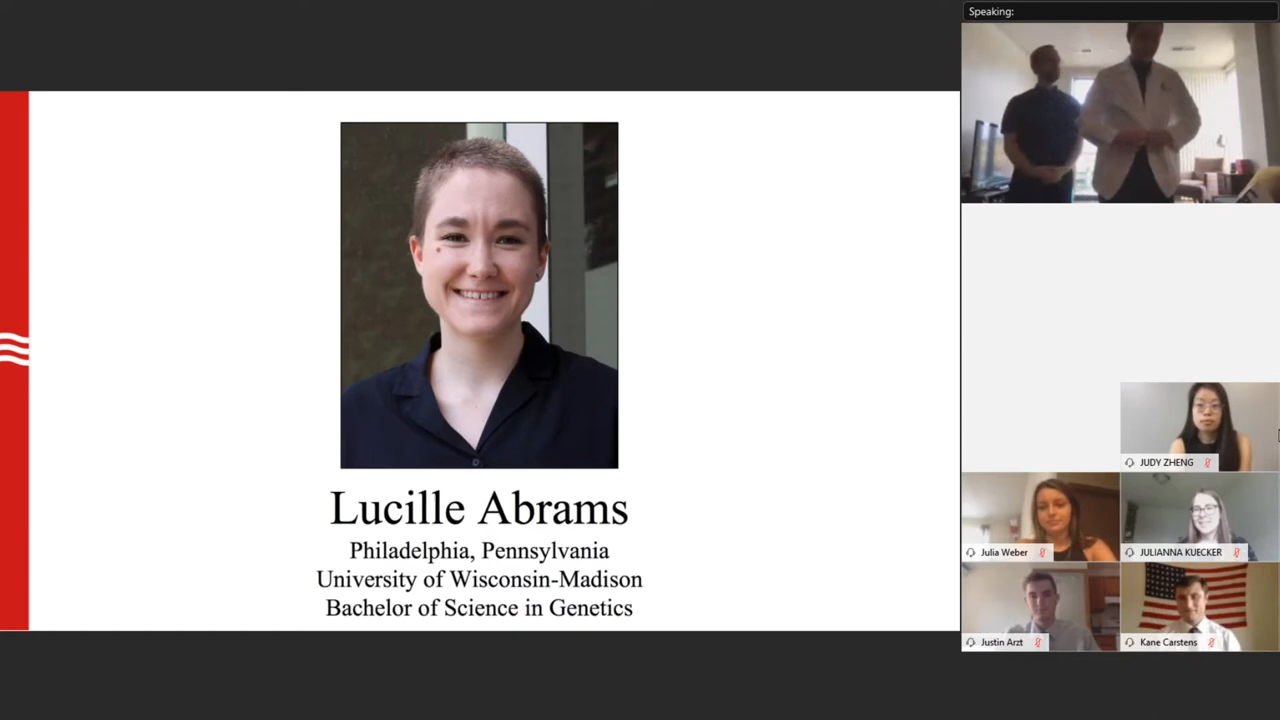 Speaking:
Lucille Abrams
Philadelphia, Pennsylvania
University of Wisconsin-Madison
Bachelor of Science in Genetics
JUDY ZHENG
Julia Weber
JULIANNA KUECKER
Justin Arzt
Kane Carstens